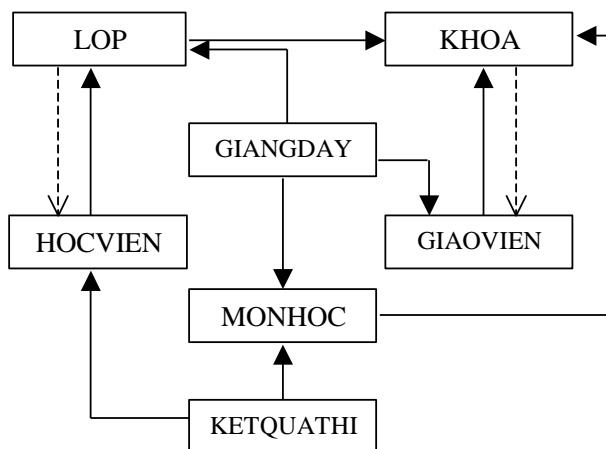 LOP
KHOA
GIANGDAY
HOCVIEN
GIAOVIEN
MONHOC
KETQUATHI